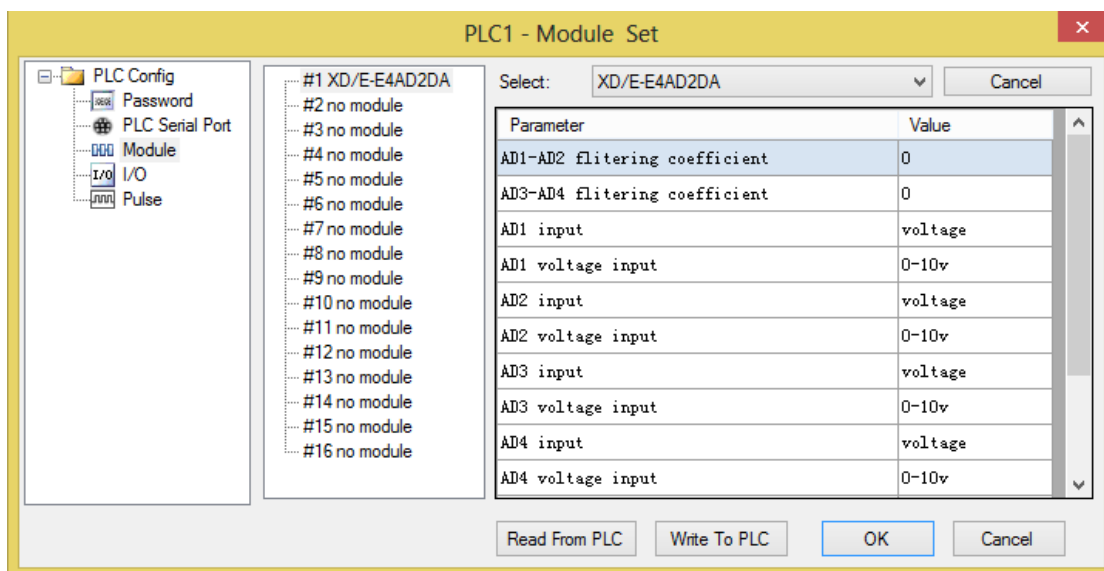 PLC1 - Module Set
PLC Config
Password
PLC Serial Port
Module
I/O I/O
Pulse
#1 XD/E-E4AD2DA
#2 no module
#3 no module
#4 no module
#5 no module
#6 no module
#7 no module
#8 no module
#9 no module
#10 no module
#11 no module
#12 no module
#13 no module
#14 no module
#15 no module
#16 no module
Select: XD/E-E4AD2DA Cancel
Parameter Value
AD1-AD2 flitering coefficient 0
AD3-AD4 flitering coefficient 0
AD1 input voltage
AD1 voltage input 0-10v
AD2 input voltage
AD2 voltage input 0-10v
AD3 input voltage
AD3 voltage input 0-10v
AD4 input voltage
AD4 voltage input 0-10v
Read From PLC Write To PLC OK Cancel